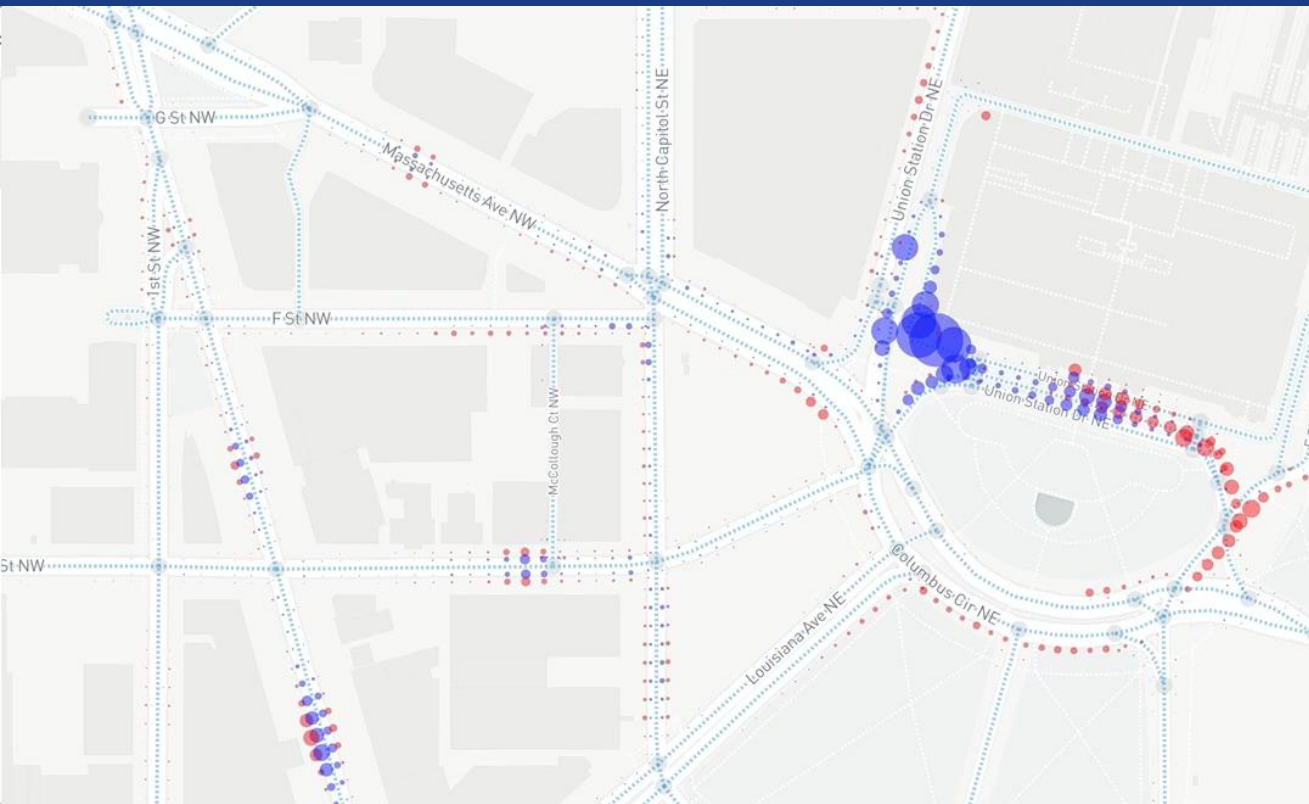 G St NW
Massachusetts Ave NW
North Capitol St NE
Union Station Dr NE
1st St NW
F St NW
McCollough Ct NW
Union Station Dr NE
St NW
Columbus Cir NE
Louisiana Ave NE